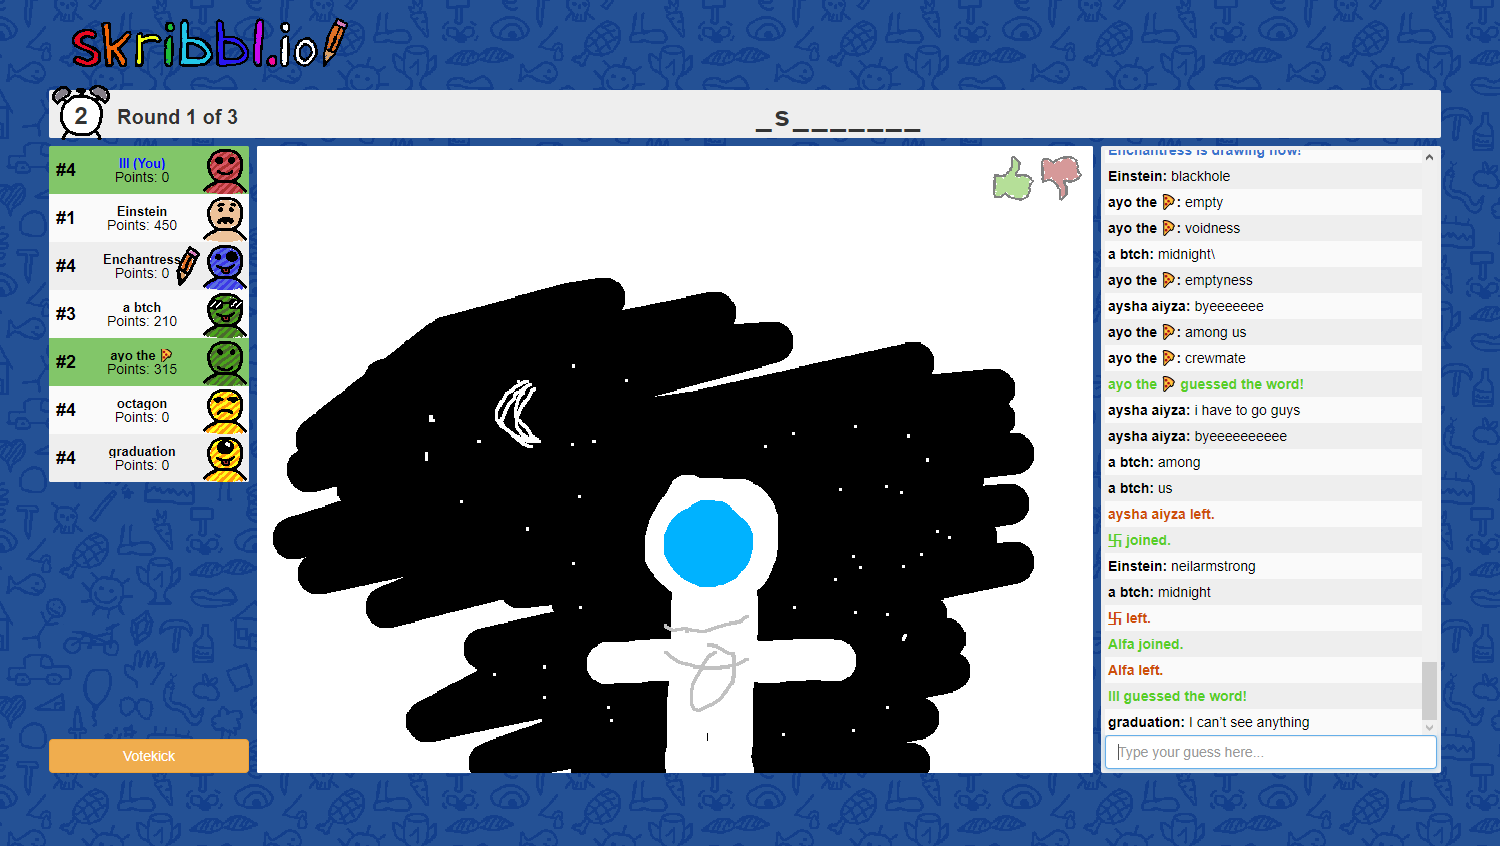 skribbl.io
2
Round 1 of 3
_s_______
#4
lll (You)
Points: 0
#1
Einstein
Points: 450
#4
Enchantress
Points: 0
#3
a btch
Points: 210
#2
ayo the 🍕
Points: 315
#4
octagon
Points: 0
#4
graduation
Points: 0
Votekick
Enchantress is drawing now!
Einstein: blackhole
ayo the 🍕: empty
ayo the 🍕: voidness
a btch: midnight\
ayo the 🍕: emptyness
aysha aiyza: byeeeeeee
ayo the 🍕: among us
ayo the 🍕: crewmate
ayo the 🍕 guessed the word!
aysha aiyza: i have to go guys
aysha aiyza: byeeeeeeeeee
a btch: among
a btch: us
aysha aiyza left.
卐 joined.
Einstein: neilarmstrong
a btch: midnight
卐 left.
Alfa joined.
Alfa left.
lll guessed the word!
graduation: I can't see anything
Type your guess here...